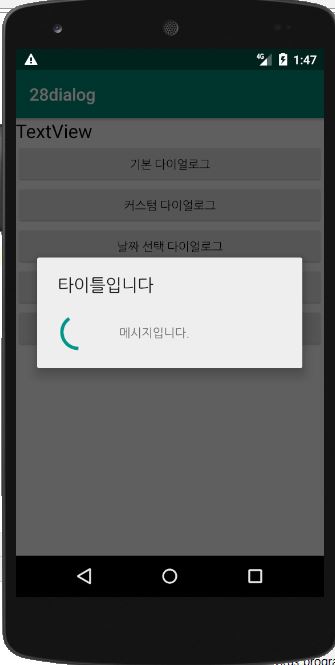 4G 1:47
28dialog
TextView
기본 다이얼로그
커스텀 다이얼로그
날짜 선택 다이얼로그
타이틀입니다
메시지입니다.